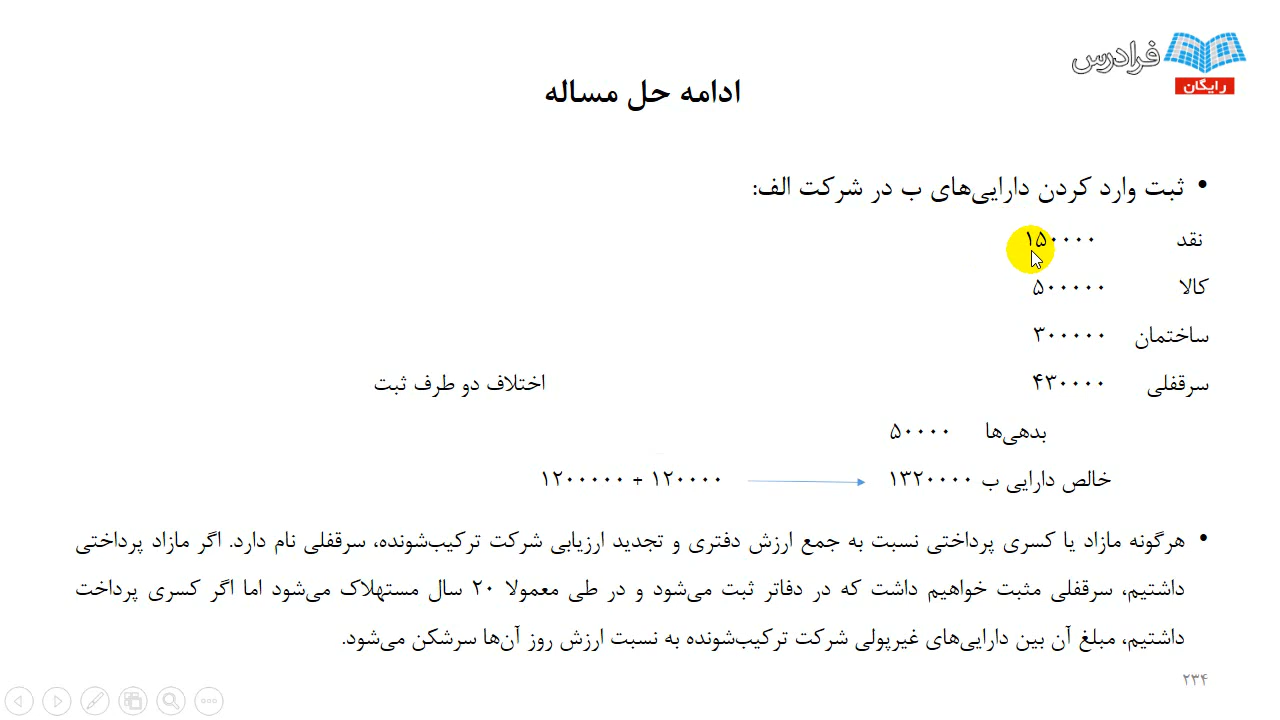 فرادرس
رایگان
ادامه حل مساله
• ثبت وارد کردن دارایی‌های ب در شرکت الف:
نقد ۱۵۰۰۰۰
کالا ۵۰۰۰۰۰
ساختمان ۳۰۰۰۰۰
سرقفلی ۴۳۰۰۰۰ اختلاف دو طرف ثبت
بدهی‌ها ۵۰۰۰۰
خالص دارایی ب ۱۳۲۰۰۰۰ ۱۲۰۰۰۰۰ + ۱۲۰۰۰۰
• هرگونه مازاد یا کسری پرداختی نسبت به جمع ارزش دفتری و تجدید ارزیابی شرکت ترکیب‌شونده، سرقفلی نام دارد. اگر مازاد پرداختی
داشتیم، سرقفلی مثبت خواهیم داشت که در دفاتر ثبت می‌شود و در طی معمولا ۲۰ سال مستهلاک می‌شود اما اگر کسری پرداخت
داشتیم، مبلغ آن بین دارایی‌های غیرپولی شرکت ترکیب‌شونده به نسبت ارزش روز آن‌ها سرشکن می‌شود.
۲۳۴